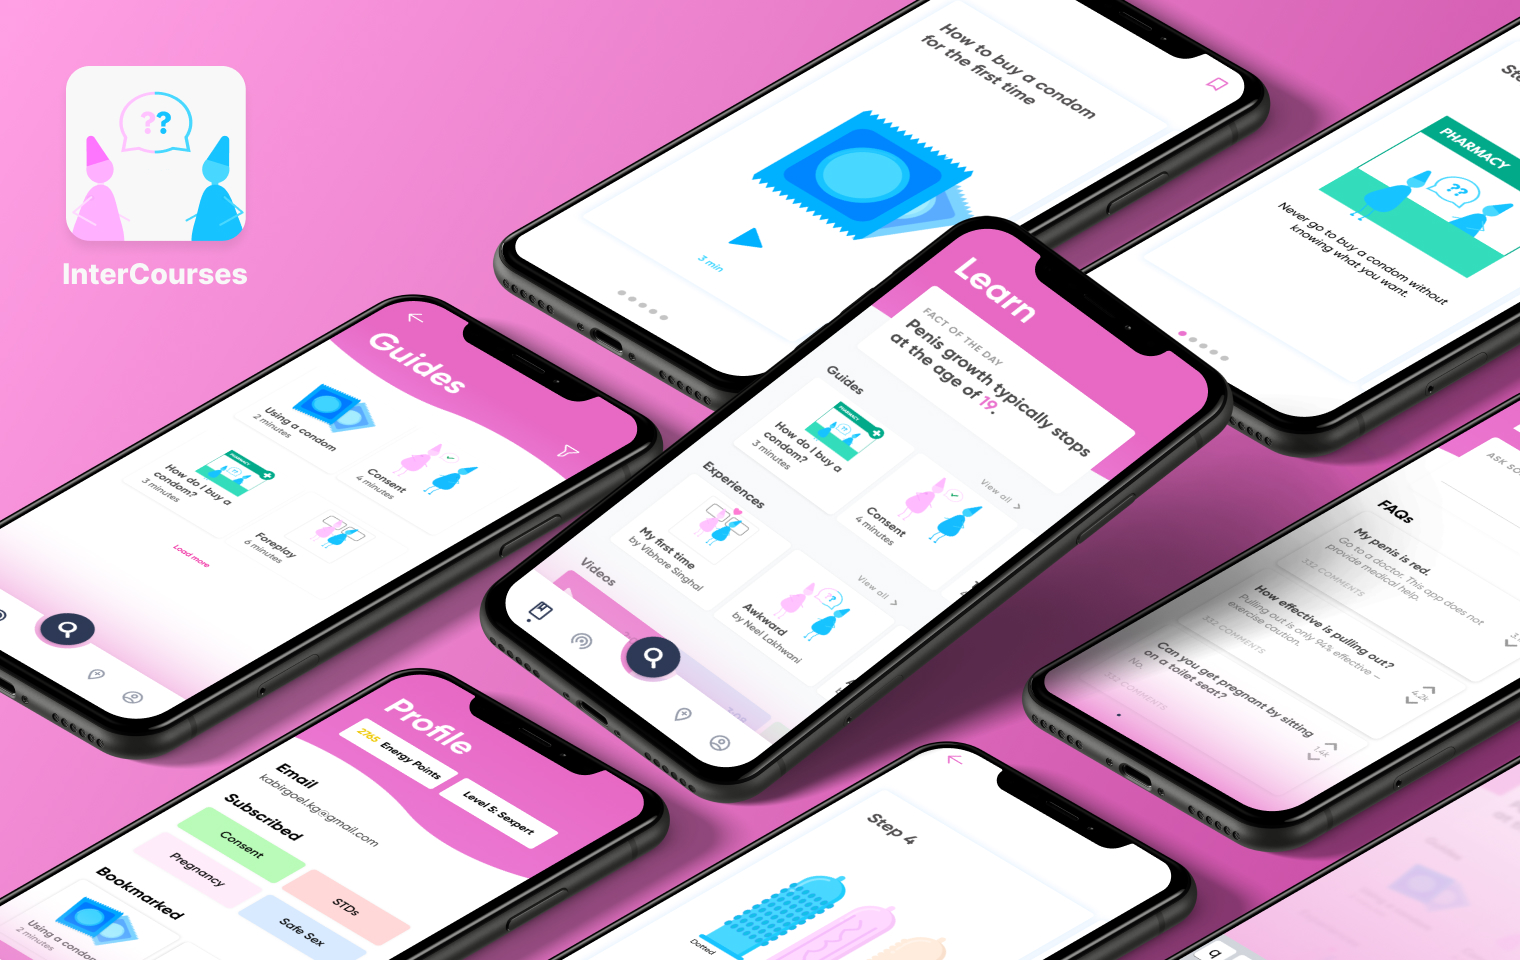 ??
InterCourses
How to buy a condom
for the first time
3 min
PHARMACY
??
Never go to buy a condom without
knowing what you want.
Guides
Using a condom
2 minutes
Consent
4 minutes
PHARMACY
How do I buy a
condom?
3 minutes
Foreplay
6 minutes
Load more
Learn
FACT OF THE DAY
Penis growth typically stops
at the age of 19.
Guides
View all >
PHARMACY
How do I buy a
condom?
3 minutes
Consent
4 minutes
Experiences
View all >
My first time
by Vibhore Singhal
??
Awkward
by Neel Lakhwani
Videos
FAQs
My penis is red.
Go to a doctor. This app does not
provide medical help.
332 COMMENTS
How effective is pulling out?
Pulling out is only 94% effective –
exercise caution.
332 COMMENTS
4.2k
Can you get pregnant by sitting
on a toilet seat?
No.
332 COMMENTS
1.4k
Profile
2765 Energy Points
Level 5: Sexpert
Email
kabirgoel.kg@gmail.com
Subscribed
Consent
STDs
Pregnancy
Safe Sex
Bookmarked
Using a condom
2 minutes
Step 4
Dotted
q